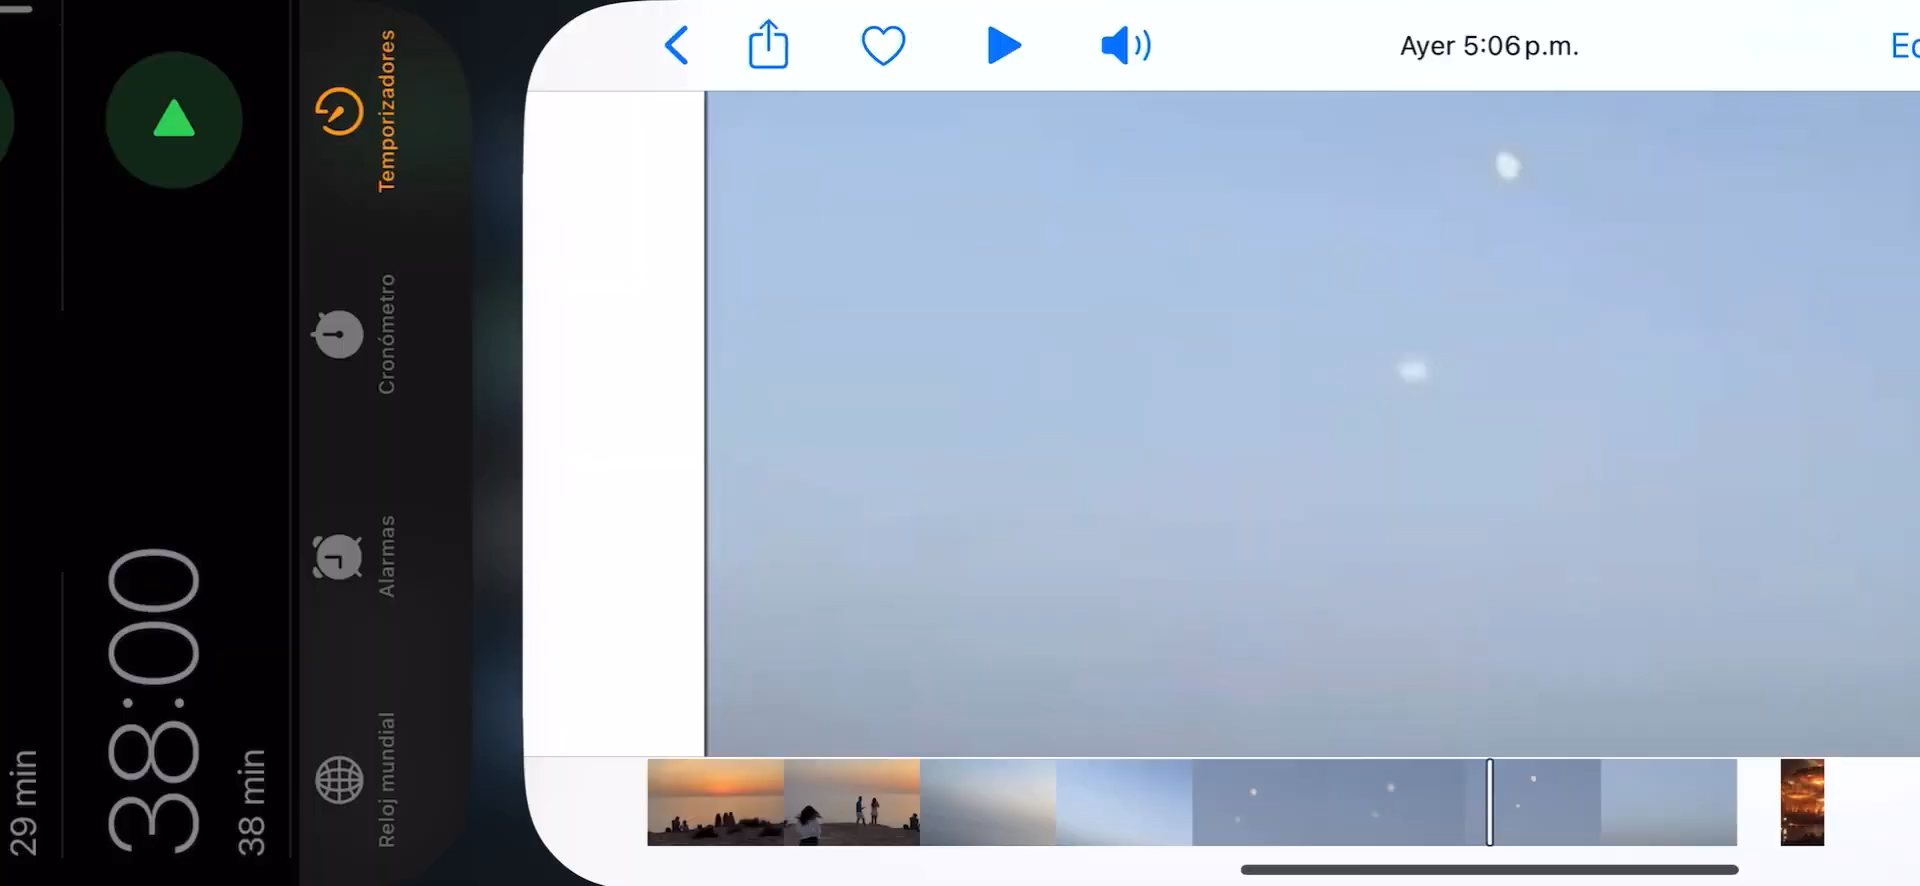 29 min
38:00
38 min
Temporizadores
Cronómetro
Alarmas
Reloj mundial
Ayer 5:06 p.m.